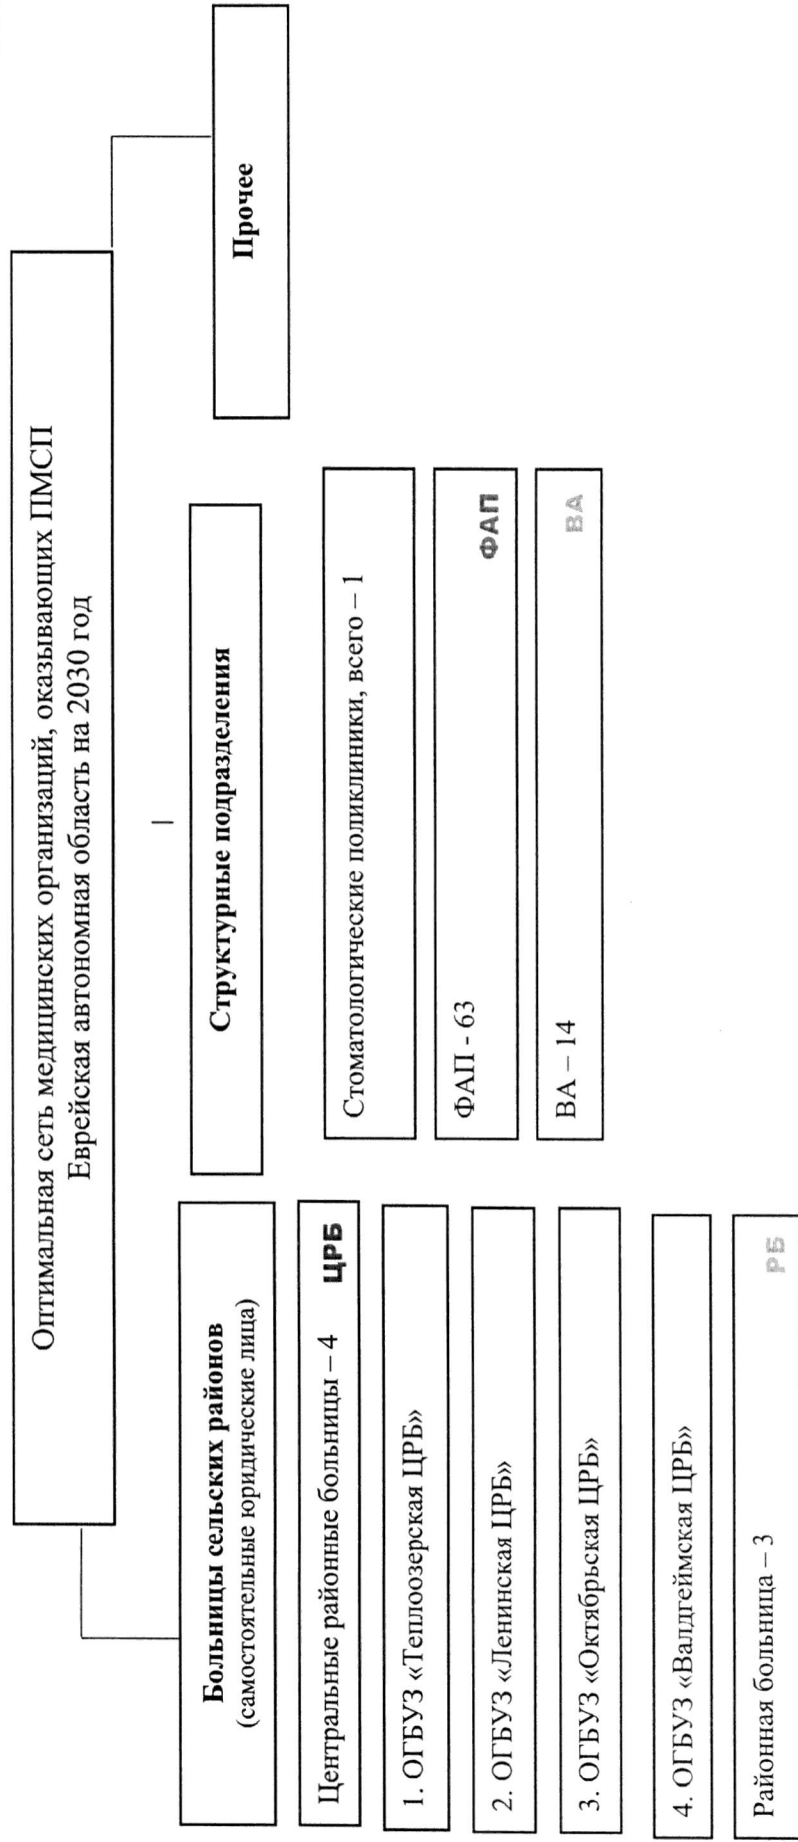 Оптимальная сеть медицинских организаций, оказывающих ПМСП
Еврейская автономная область на 2030 год
Больницы сельских районов
(самостоятельные юридические лица)
Центральные районные больницы – 4 ЦРБ
1. ОГБУЗ «Теплоозерская ЦРБ»
2. ОГБУЗ «Ленинская ЦРБ»
3. ОГБУЗ «Октябрьская ЦРБ»
4. ОГБУЗ «Валдгеймская ЦРБ»
Районная больница – 3 РБ
Структурные подразделения
Стоматологические поликлиники, всего – 1
ФАП - 63 ФАП
ВА – 14 ВА
Прочее